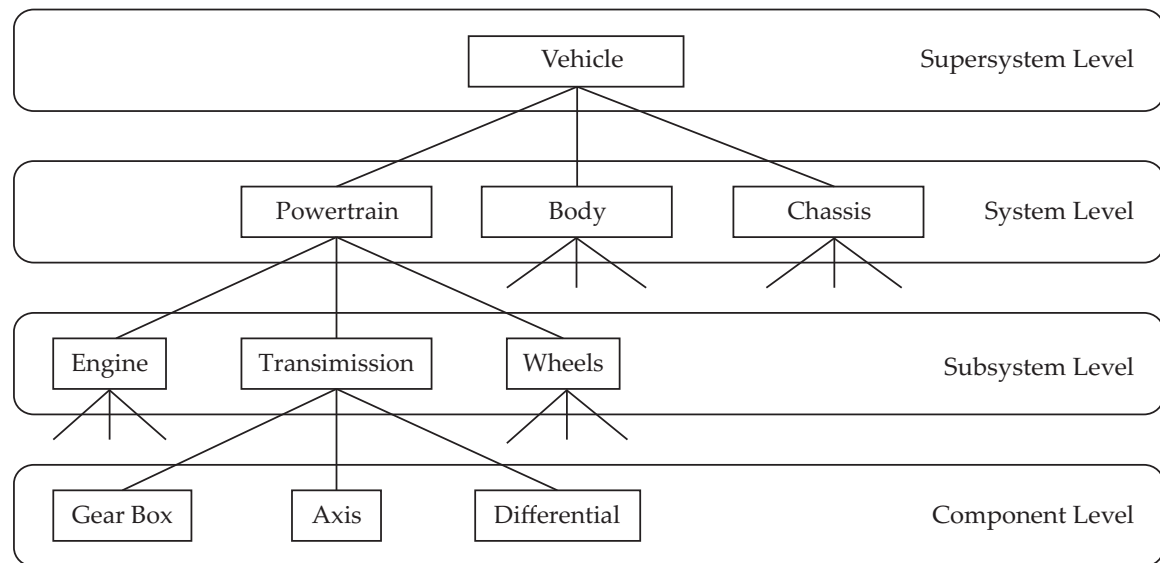 Vehicle
Supersystem Level
Powertrain
Body
Chassis
System Level
Engine
Transimission
Wheels
Subsystem Level
Gear Box
Axis
Differential
Component Level